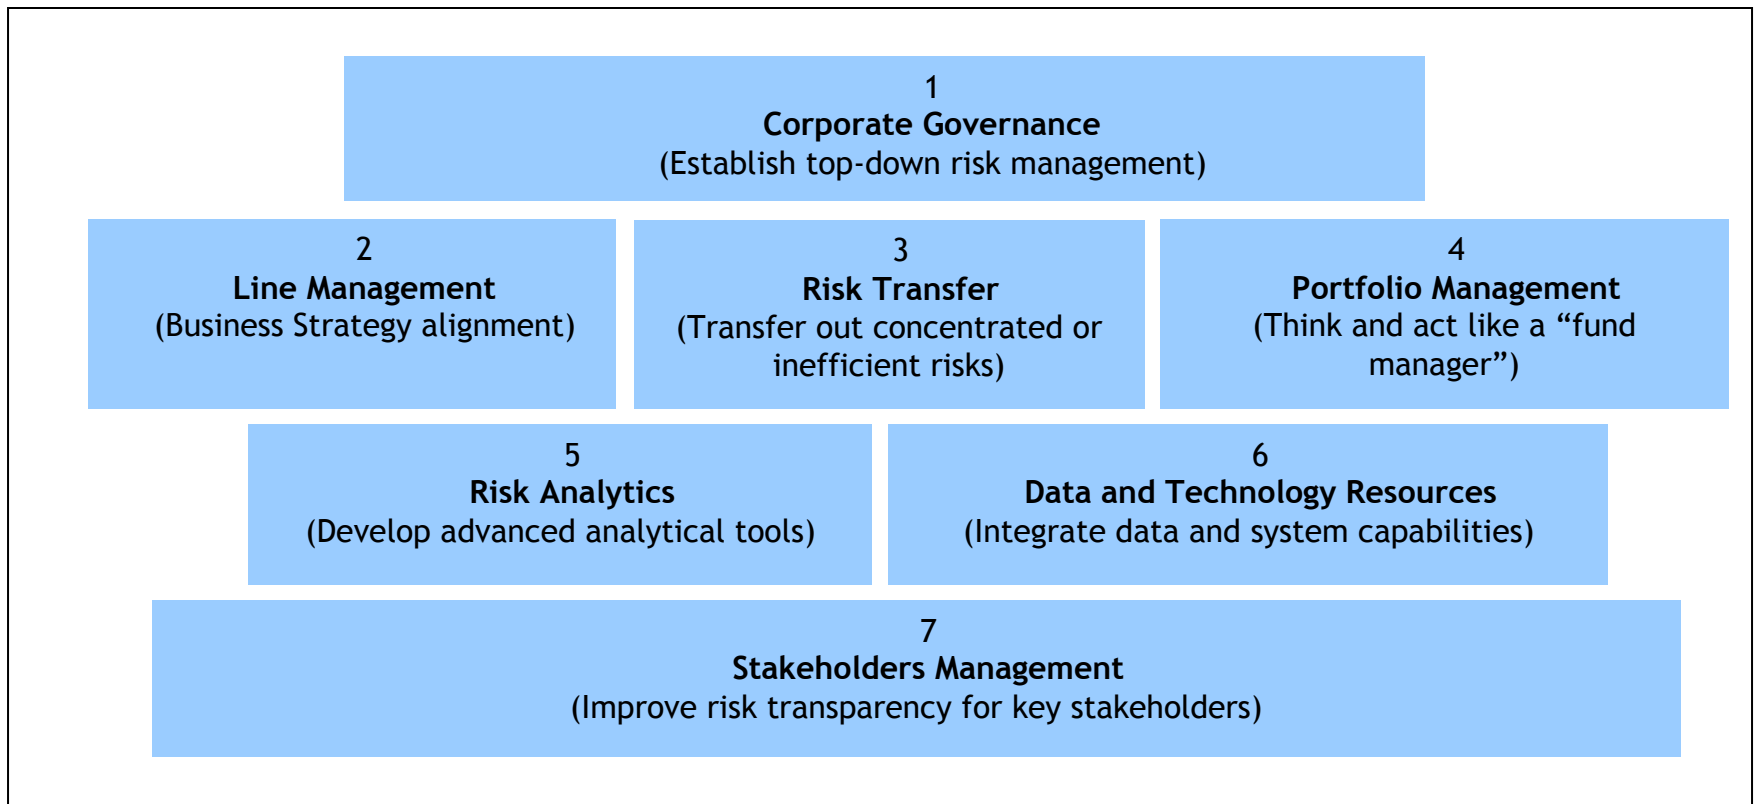 1
Corporate Governance
(Establish top-down risk management)
2
Line Management
(Business Strategy alignment)
3
Risk Transfer
(Transfer out concentrated or
inefficient risks)
4
Portfolio Management
(Think and act like a “fund
manager”)
5
Risk Analytics
(Develop advanced analytical tools)
6
Data and Technology Resources
(Integrate data and system capabilities)
7
Stakeholders Management
(Improve risk transparency for key stakeholders)